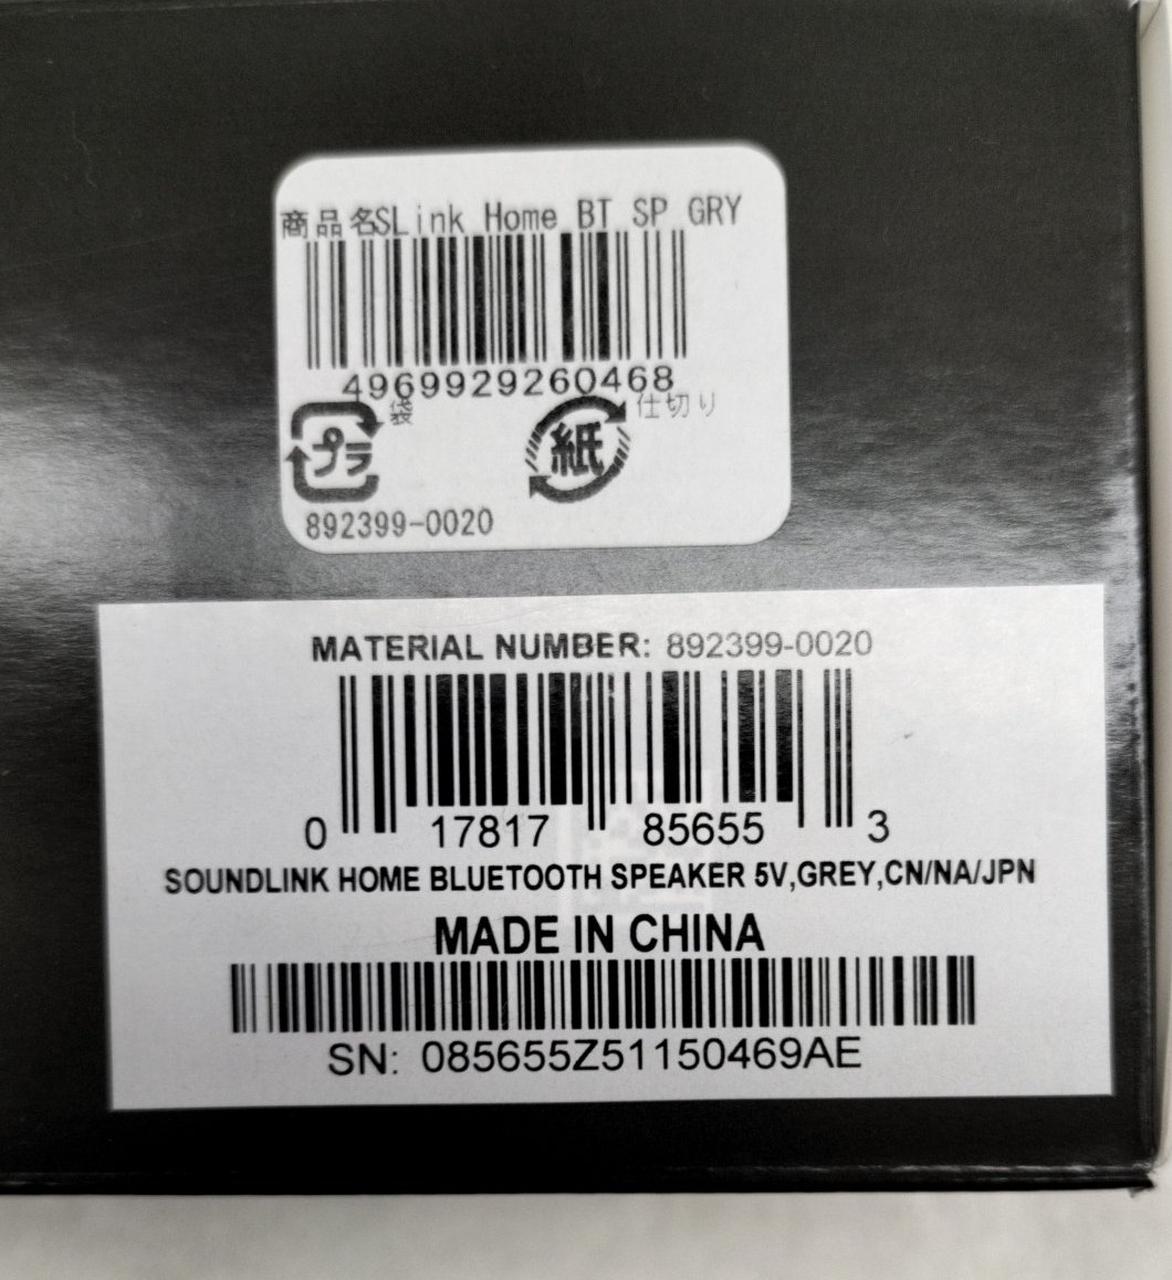 商品名SLink Home BT SP GRY
4969929260468
プラ 袋
紙 仕切り
892399-0020
MATERIAL NUMBER: 892399-0020
0 17817 85655 3
SOUNDLINK HOME BLUETOOTH SPEAKER 5V,GREY,CN/NA/JPN
MADE IN CHINA
SN: 085655Z51150469AE